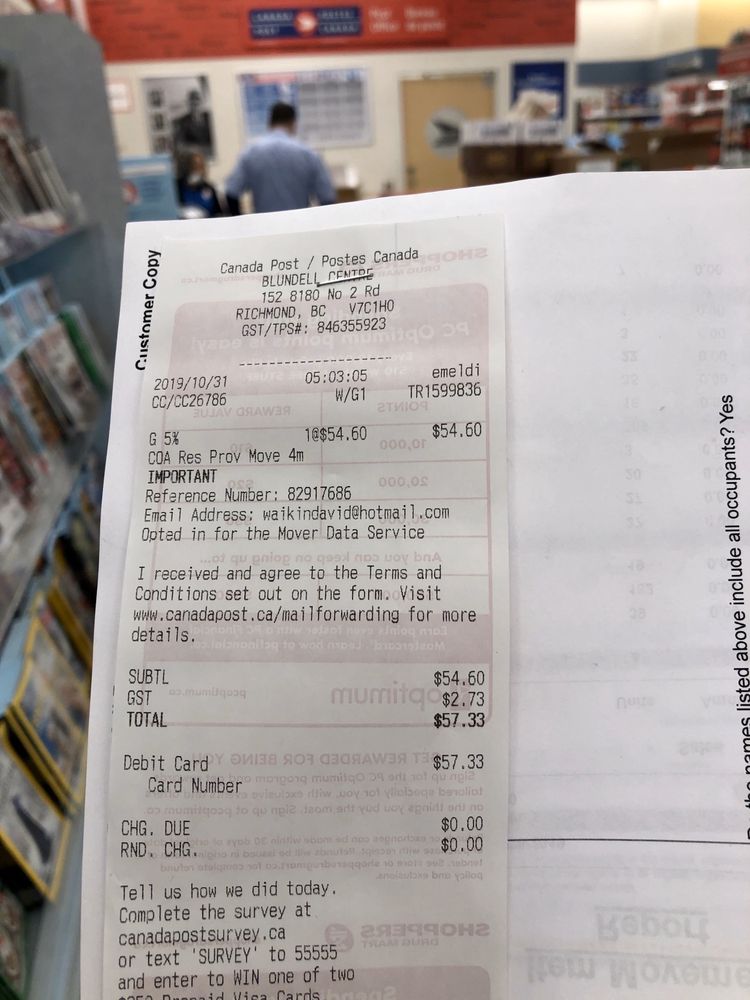 Customer Copy
Canada Post / Postes Canada
BLUNDELL CENTRE
152 8180 No 2 Rd
RICHMOND, BC V7C1H0
GST/TPS#: 846355923
2019/10/31 05:03:05 emeldi
CC/CC26786 W/G1 TR1599836
G 5% 1@$54.60 $54.60
COA Res Prov Move 4m
IMPORTANT
Reference Number: 82917686
Email Address: waikindavid@hotmail.com
Opted in for the Mover Data Service
I received and agree to the Terms and
Conditions set out on the form. Visit
www.canadapost.ca/mailforwarding for more
details.
SUBTL $54.60
GST $2.73
TOTAL $57.33
Debit Card $57.33
Card Number
CHG. DUE $0.00
RND. CHG. $0.00
Tell us how we did today.
Complete the survey at
canadapostsurvey.ca
or text 'SURVEY' to 55555
and enter to WIN one of two
Prepaid Visa Cards
names listed above include all occupants? Yes